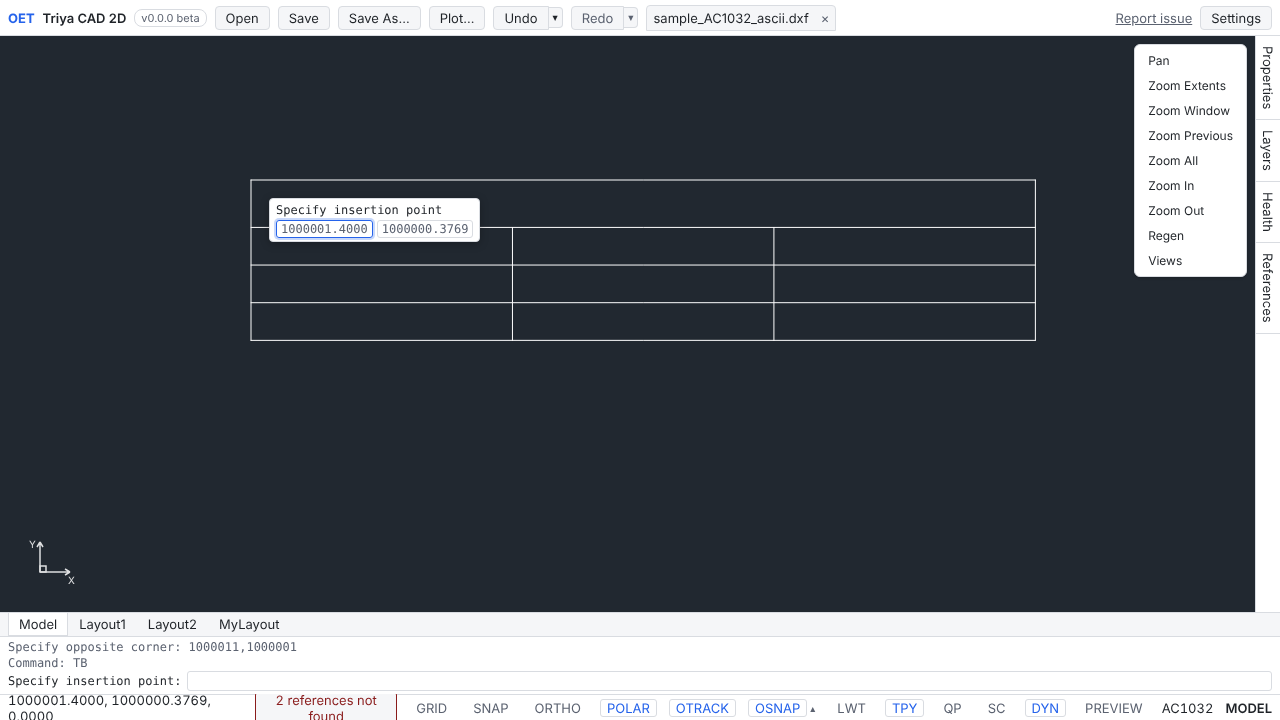 OET Triya CAD 2D v0.0.0 beta Open Save Save As... Plot... Undo ▾ Redo ▾ sample_AC1032_ascii.dxf × Report issue Settings
Pan
Zoom Extents
Zoom Window
Zoom Previous
Zoom All
Zoom In
Zoom Out
Regen
Views
Properties
Layers
Health
References
Specify insertion point
1000001.4000 1000000.3769
Y
X
Model Layout1 Layout2 MyLayout
Specify opposite corner: 1000011,1000001
Command: TB
Specify insertion point:
1000001.4000, 1000000.3769,
0.0000
2 references not
found
GRID SNAP ORTHO POLAR OTRACK OSNAP ▴ LWT TPY QP SC DYN PREVIEW AC1032 MODEL